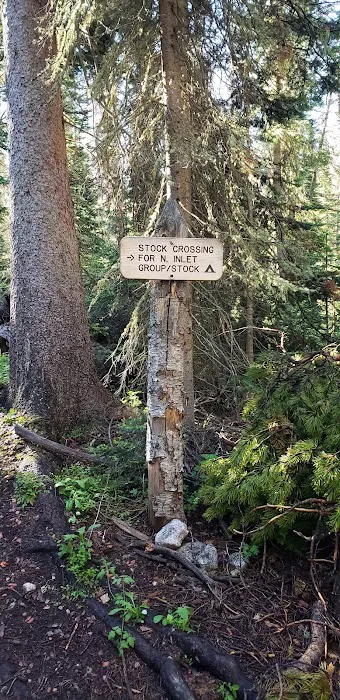 STOCK CROSSING
→ FOR N. INLET
GROUP/STOCK